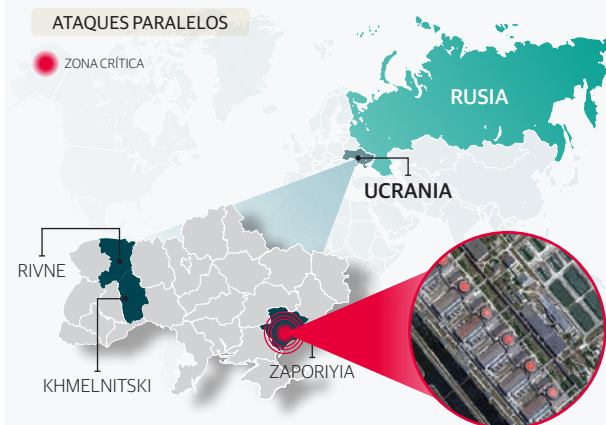 ATAQUES PARALELOS
ZONA CRÍTICA
RUSIA
UCRANIA
RIVNE
KHMELNITSKI
ZAPORIYIA